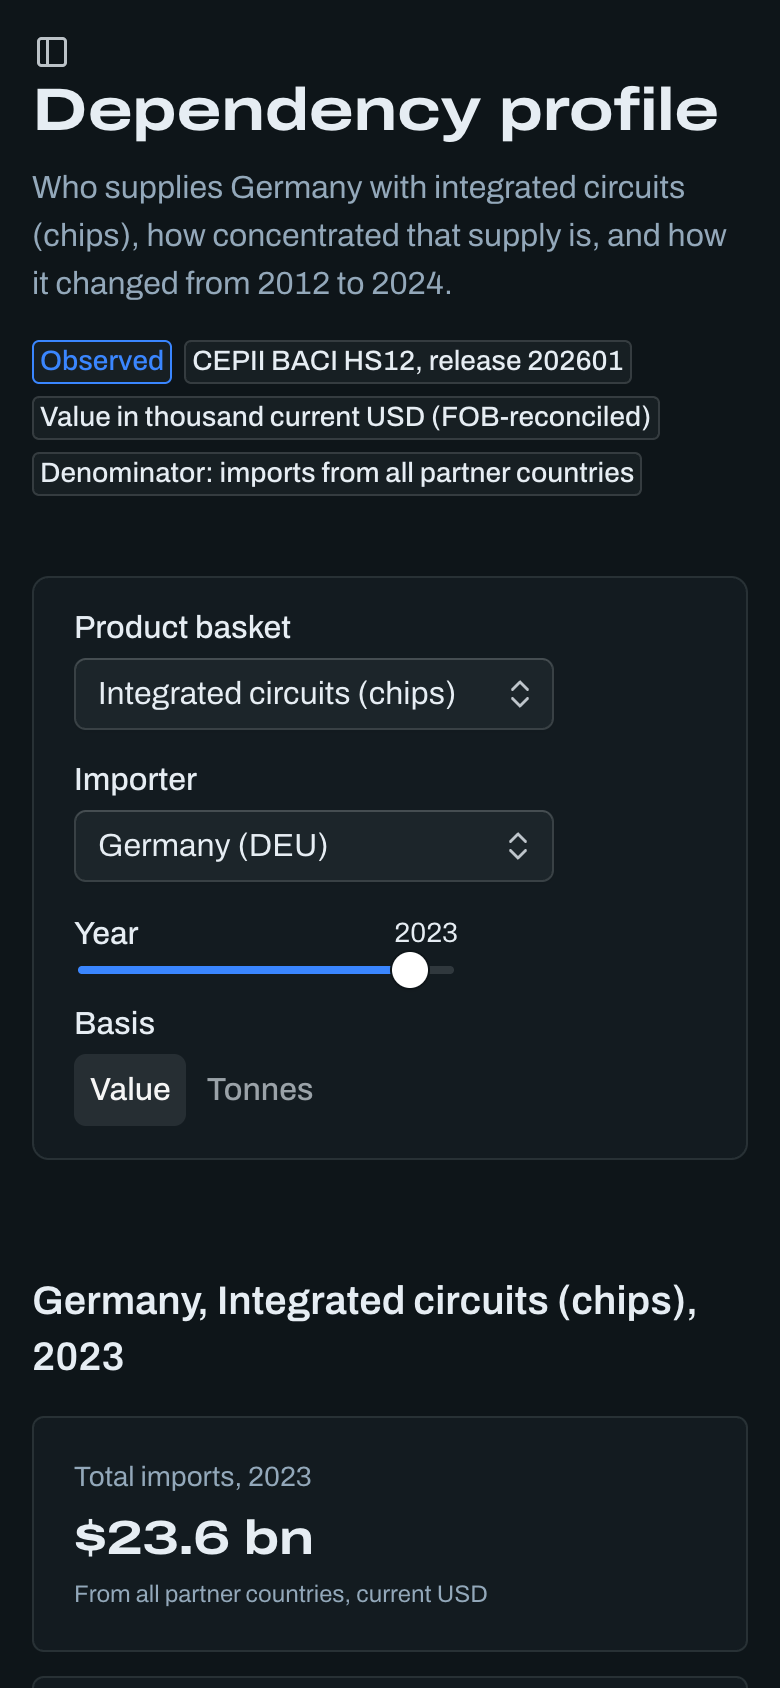 Dependency profile
Who supplies Germany with integrated circuits
(chips), how concentrated that supply is, and how
it changed from 2012 to 2024.
Observed CEPII BACI HS12, release 202601
Value in thousand current USD (FOB-reconciled)
Denominator: imports from all partner countries
Product basket
Integrated circuits (chips)
Importer
Germany (DEU)
Year 2023
Basis
Value Tonnes
Germany, Integrated circuits (chips),
2023
Total imports, 2023
$23.6 bn
From all partner countries, current USD